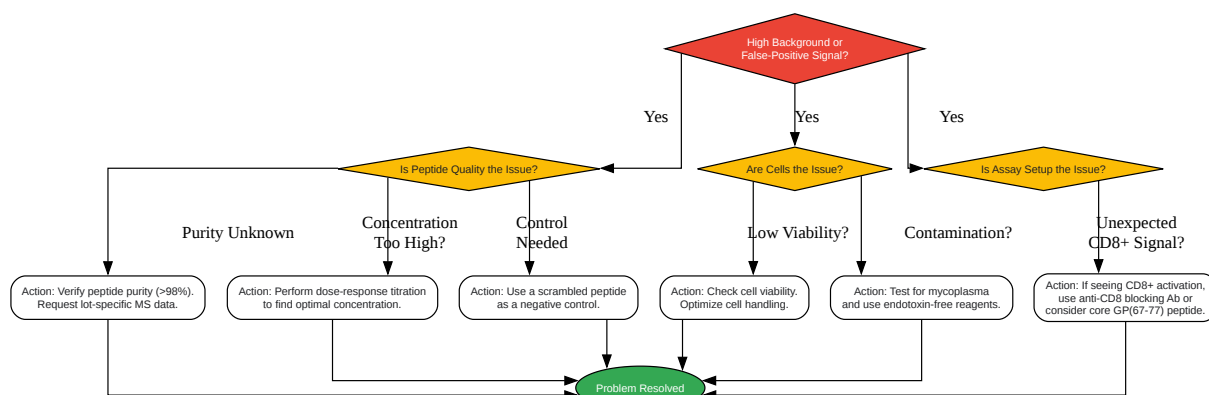 High Background or
False-Positive Signal?
Yes
Yes
Yes
Is Peptide Quality the Issue?
Are Cells the Issue?
Is Assay Setup the Issue?
Purity Unknown
Concentration
Too High?
Control
Needed
Low Viability?
Contamination?
Unexpected
CD8+ Signal?
Action: Verify peptide purity (>98%).
Request lot-specific MS data.
Action: Perform dose-response titration
to find optimal concentration.
Action: Use a scrambled peptide
as a negative control.
Action: Check cell viability.
Optimize cell handling.
Action: Test for mycoplasma
and use endotoxin-free reagents.
Action: If seeing CD8+ activation,
use anti-CD8 blocking Ab or
consider core GP(67-77) peptide.
Problem Resolved